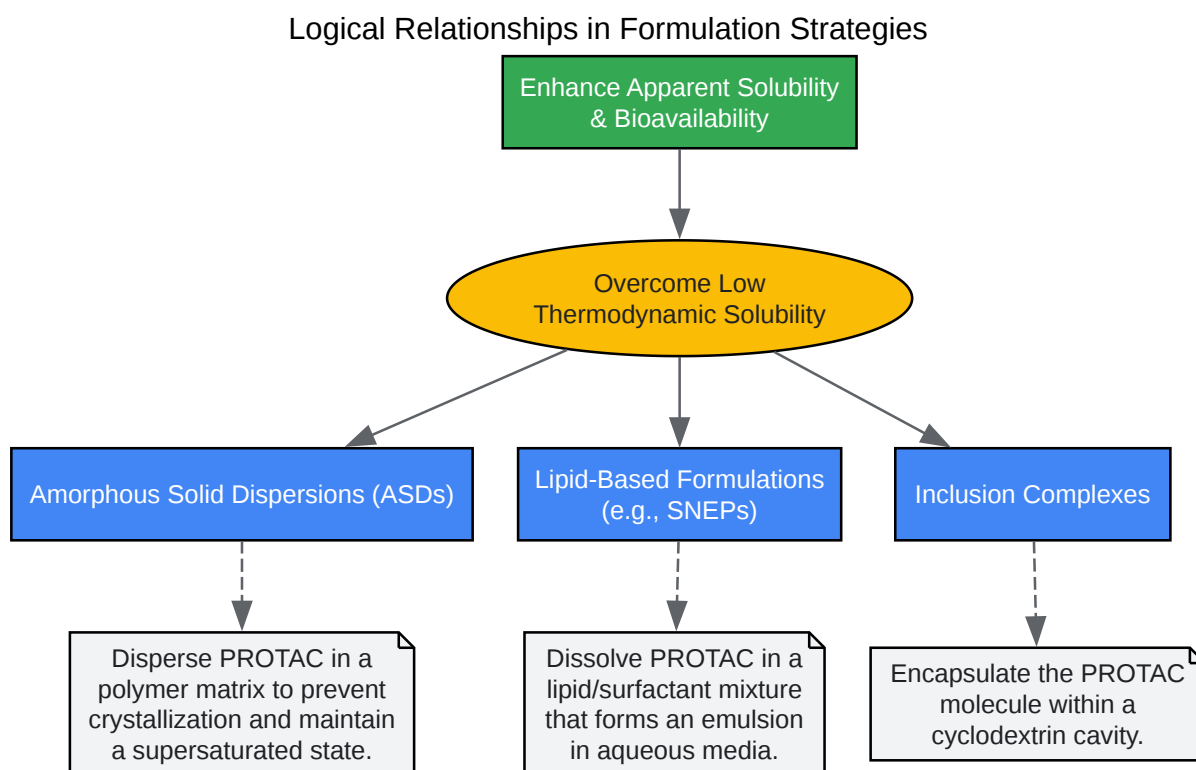 Logical Relationships in Formulation Strategies
Enhance Apparent Solubility
& Bioavailability
Overcome Low
Thermodynamic Solubility
Amorphous Solid Dispersions (ASDs)
Lipid-Based Formulations
(e.g., SNEPs)
Inclusion Complexes
Disperse PROTAC in a
polymer matrix to prevent
crystallization and maintain
a supersaturated state.
Dissolve PROTAC in a
lipid/surfactant mixture
that forms an emulsion
in aqueous media.
Encapsulate the PROTAC
molecule within a
cyclodextrin cavity.